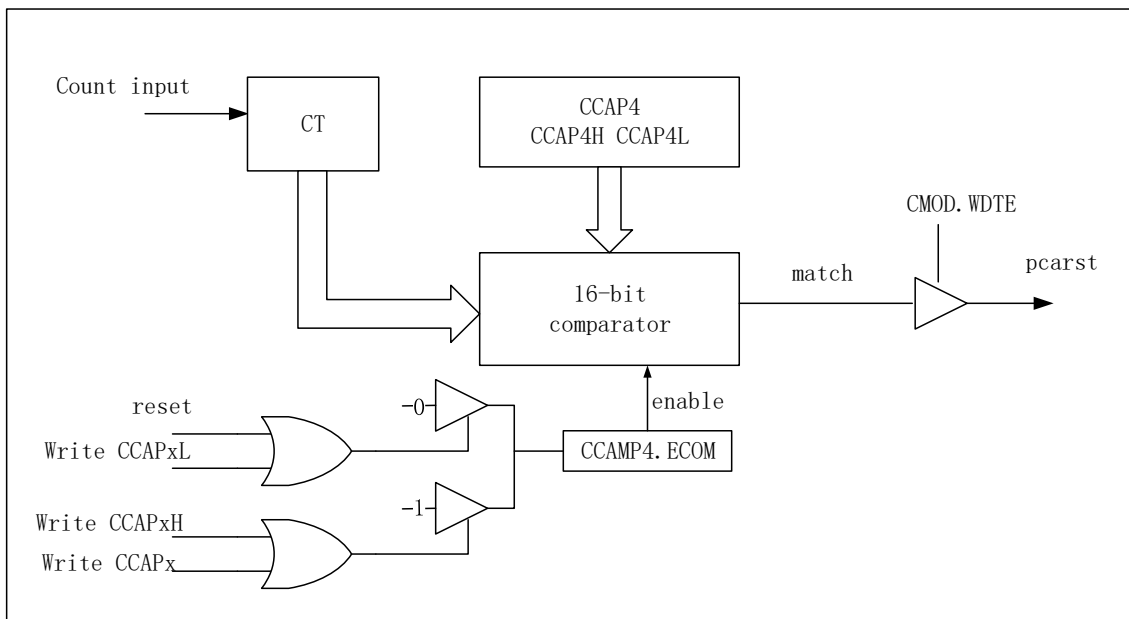 Count input
CT
CCAP4
CCAP4H CCAP4L
CMOD.WDTE
match
pcarst
16-bit
comparator
reset
-0
enable
Write CCAPxL
CCAMP4.ECOM
-1
Write CCAPxH
Write CCAPx